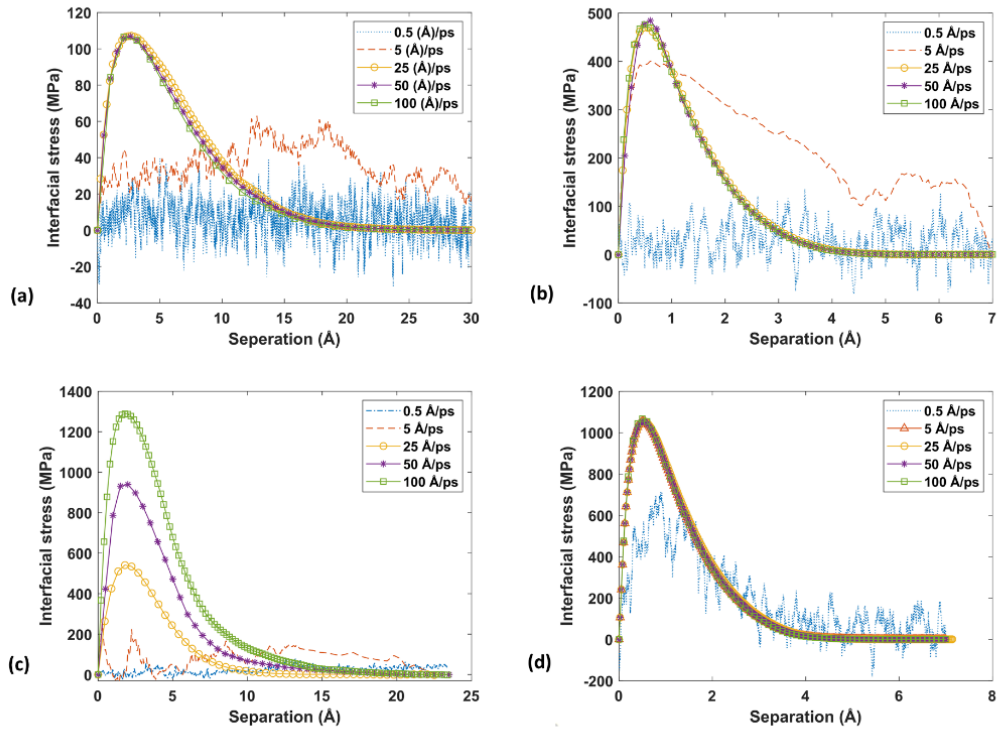 120
100
80
60
40
20
0
-20
-40
Interfacial stress (MPa)
0 5 10 15 20 25 30
Seperation (Å)
0.5 (Å)/ps
5 (Å)/ps
25 (Å)/ps
50 (Å)/ps
100 (Å)/ps
(a)
500
400
300
200
100
0
-100
Interfacial stress (MPa)
0 1 2 3 4 5 6 7
Separation (Å)
0.5 Å/ps
5 Å/ps
25 Å/ps
50 Å/ps
100 Å/ps
(b)
1400
1200
1000
800
600
400
200
0
Interfacial stress (MPa)
0 5 10 15 20 25
Separation (Å)
0.5 Å/ps
5 Å/ps
25 Å/ps
50 Å/ps
100 Å/ps
(c)
1200
1000
800
600
400
200
0
-200
Interfacial stress (MPa)
0 2 4 6 8
Separation (Å)
0.5 Å/ps
5 Å/ps
25 Å/ps
50 Å/ps
100 Å/ps
(d)